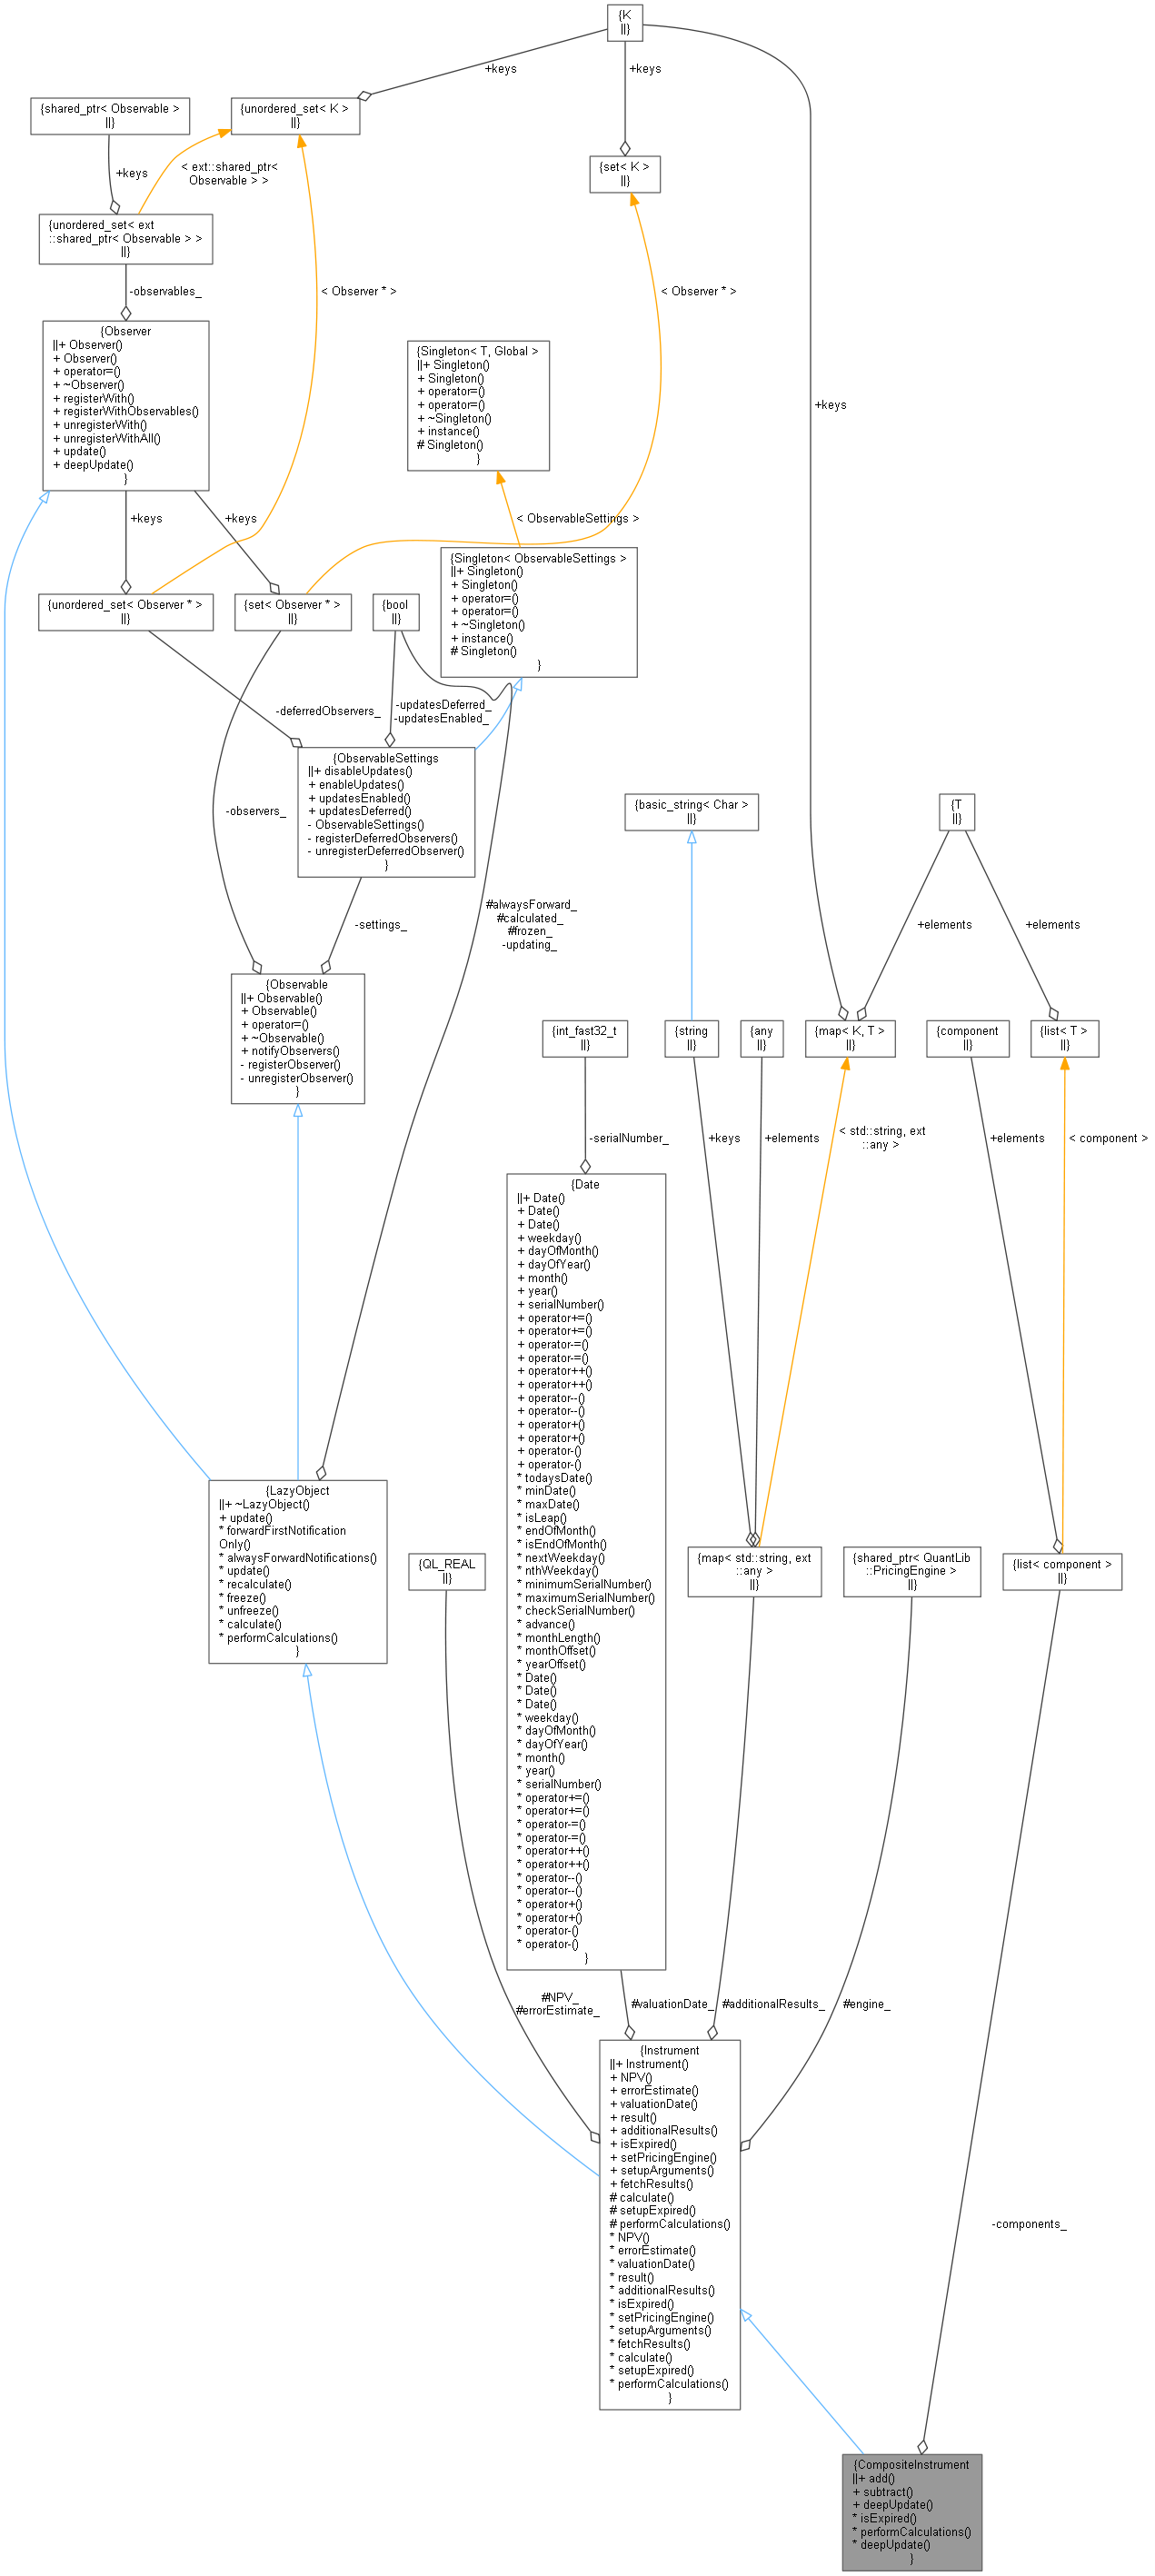 {K
||}
+keys
+keys
{shared_ptr< Observable >
||}
{unordered_set< K >
||}
{set< K >
||}
+keys
< ext::shared_ptr<
Observable > >
{unordered_set< ext
::shared_ptr< Observable > >
||}
-observables_
< Observer * >
< Observer * >
{Observer
||+ Observer()
+ Observer()
+ operator=()
+ ~Observer()
+ registerWith()
+ registerWithObservables()
+ unregisterWith()
+ unregisterWithAll()
+ update()
+ deepUpdate()
}
{Singleton< T, Global >
||+ Singleton()
+ Singleton()
+ operator=()
+ operator=()
+ ~Singleton()
+ instance()
# Singleton()
}
+keys
+keys
+keys
< ObservableSettings >
{unordered_set< Observer * >
||}
{set< Observer * >
||}
{bool
||}
{Singleton< ObservableSettings >
||+ Singleton()
+ Singleton()
+ operator=()
+ operator=()
+ ~Singleton()
+ instance()
# Singleton()
}
-deferredObservers_
-updatesDeferred_
-updatesEnabled_
{ObservableSettings
||+ disableUpdates()
+ enableUpdates()
+ updatesEnabled()
+ updatesDeferred()
- ObservableSettings()
- registerDeferredObservers()
- unregisterDeferredObserver()
}
-observers_
{basic_string< Char >
||}
{T
||}
-settings_
#alwaysForward_
#calculated_
#frozen_
-updating_
+elements
+elements
{Observable
||+ Observable()
+ Observable()
+ operator=()
+ ~Observable()
+ notifyObservers()
- registerObserver()
- unregisterObserver()
}
{int_fast32_t
||}
{string
||}
{any
||}
{map< K, T >
||}
{component
||}
{list< T >
||}
-serialNumber_
+keys
+elements
< std::string, ext
::any >
+elements
< component >
{Date
||+ Date()
+ Date()
+ Date()
+ weekday()
+ dayOfMonth()
+ dayOfYear()
+ month()
+ year()
+ serialNumber()
+ operator+=()
+ operator+=()
+ operator-=()
+ operator-=()
+ operator++()
+ operator++()
+ operator--()
+ operator--()
+ operator+()
+ operator+()
+ operator-()
+ operator-()
* todaysDate()
* minDate()
* maxDate()
* isLeap()
* endOfMonth()
* isEndOfMonth()
* nextWeekday()
* nthWeekday()
* minimumSerialNumber()
* maximumSerialNumber()
* checkSerialNumber()
* advance()
* monthLength()
* monthOffset()
* yearOffset()
* Date()
* Date()
* Date()
* weekday()
* dayOfMonth()
* dayOfYear()
* month()
* year()
* serialNumber()
* operator+=()
* operator+=()
* operator-=()
* operator-=()
* operator++()
* operator++()
* operator--()
* operator--()
* operator+()
* operator+()
* operator-()
* operator-()
}
{LazyObject
||+ ~LazyObject()
+ update()
* forwardFirstNotification
Only()
* alwaysForwardNotifications()
* update()
* recalculate()
* freeze()
* unfreeze()
* calculate()
* performCalculations()
}
{QL_REAL
||}
{map< std::string, ext
::any >
||}
{shared_ptr< QuantLib
::PricingEngine >
||}
{list< component >
||}
#NPV_
#errorEstimate_
#valuationDate_
#additionalResults_
#engine_
{Instrument
||+ Instrument()
+ NPV()
+ errorEstimate()
+ valuationDate()
+ result()
+ additionalResults()
+ isExpired()
+ setPricingEngine()
+ setupArguments()
+ fetchResults()
# calculate()
# setupExpired()
# performCalculations()
* NPV()
* errorEstimate()
* valuationDate()
* result()
* additionalResults()
* isExpired()
* setPricingEngine()
* setupArguments()
* fetchResults()
* calculate()
* setupExpired()
* performCalculations()
}
-components_
{CompositeInstrument
||+ add()
+ subtract()
+ deepUpdate()
* isExpired()
* performCalculations()
* deepUpdate()
}